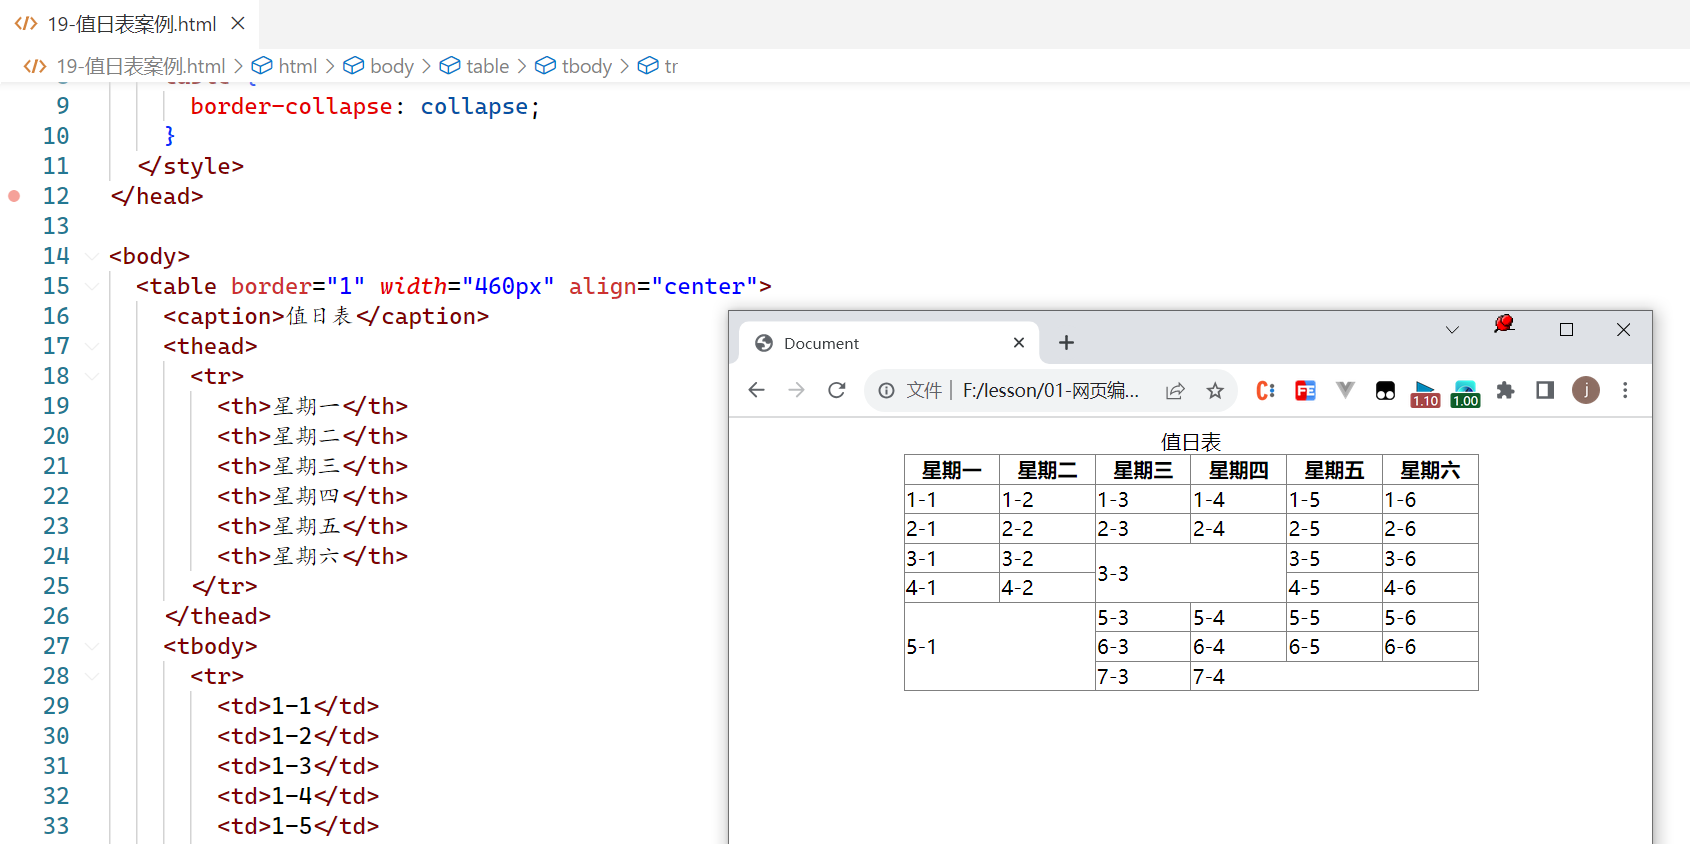 19-值日表案例.html
19-值日表案例.html > html > body > table > tbody > tr
9 border-collapse: collapse;
10 }
11 </style>
12 </head>
13
14 <body>
15 <table border="1" width="460px" align="center">
16 <caption>值日表</caption>
17 <thead>
18 <tr>
19 <th>星期一</th>
20 <th>星期二</th>
21 <th>星期三</th>
22 <th>星期四</th>
23 <th>星期五</th>
24 <th>星期六</th>
25 </tr>
26 </thead>
27 <tbody>
28 <tr>
29 <td>1-1</td>
30 <td>1-2</td>
31 <td>1-3</td>
32 <td>1-4</td>
33 <td>1-5</td>
Document
文件 | F:/lesson/01-网页编...
FE
1.10
1.00
j
值日表
星期一 星期二 星期三 星期四 星期五 星期六
1-1 1-2 1-3 1-4 1-5 1-6
2-1 2-2 2-3 2-4 2-5 2-6
3-1 3-2 3-3 3-5 3-6
4-1 4-2 4-5 4-6
5-1 5-3 5-4 5-5 5-6
6-3 6-4 6-5 6-6
7-3 7-4